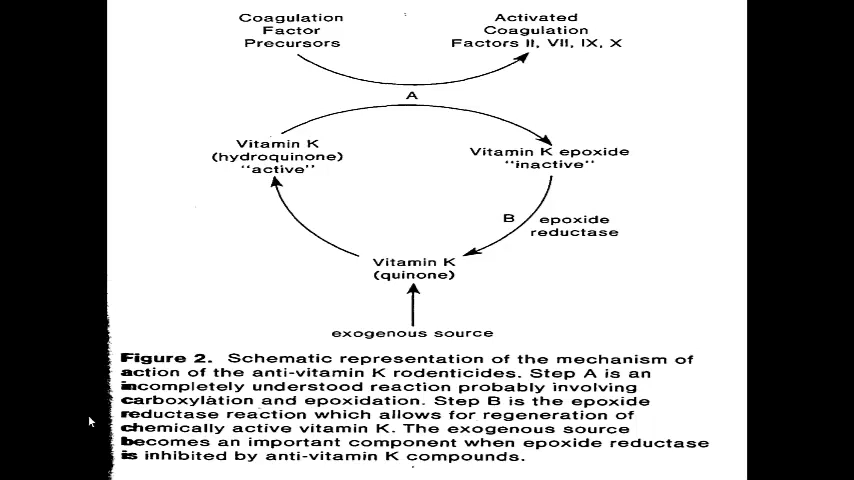 Coagulation
Factor
Precursors
Activated
Coagulation
Factors II, VII, IX, X
A
Vitamin K
(hydroquinone)
"active"
Vitamin K epoxide
"inactive"
B
epoxide
reductase
Vitamin K
(quinone)
exogenous source
Figure 2. Schematic representation of the mechanism of
action of the anti-vitamin K rodenticides. Step A is an
incompletely understood reaction probably involving
carboxylation and epoxidation. Step B is the epoxide
reductase reaction which allows for regeneration of
chemically active vitamin K. The exogenous source
becomes an important component when epoxide reductase
is inhibited by anti-vitamin K compounds.